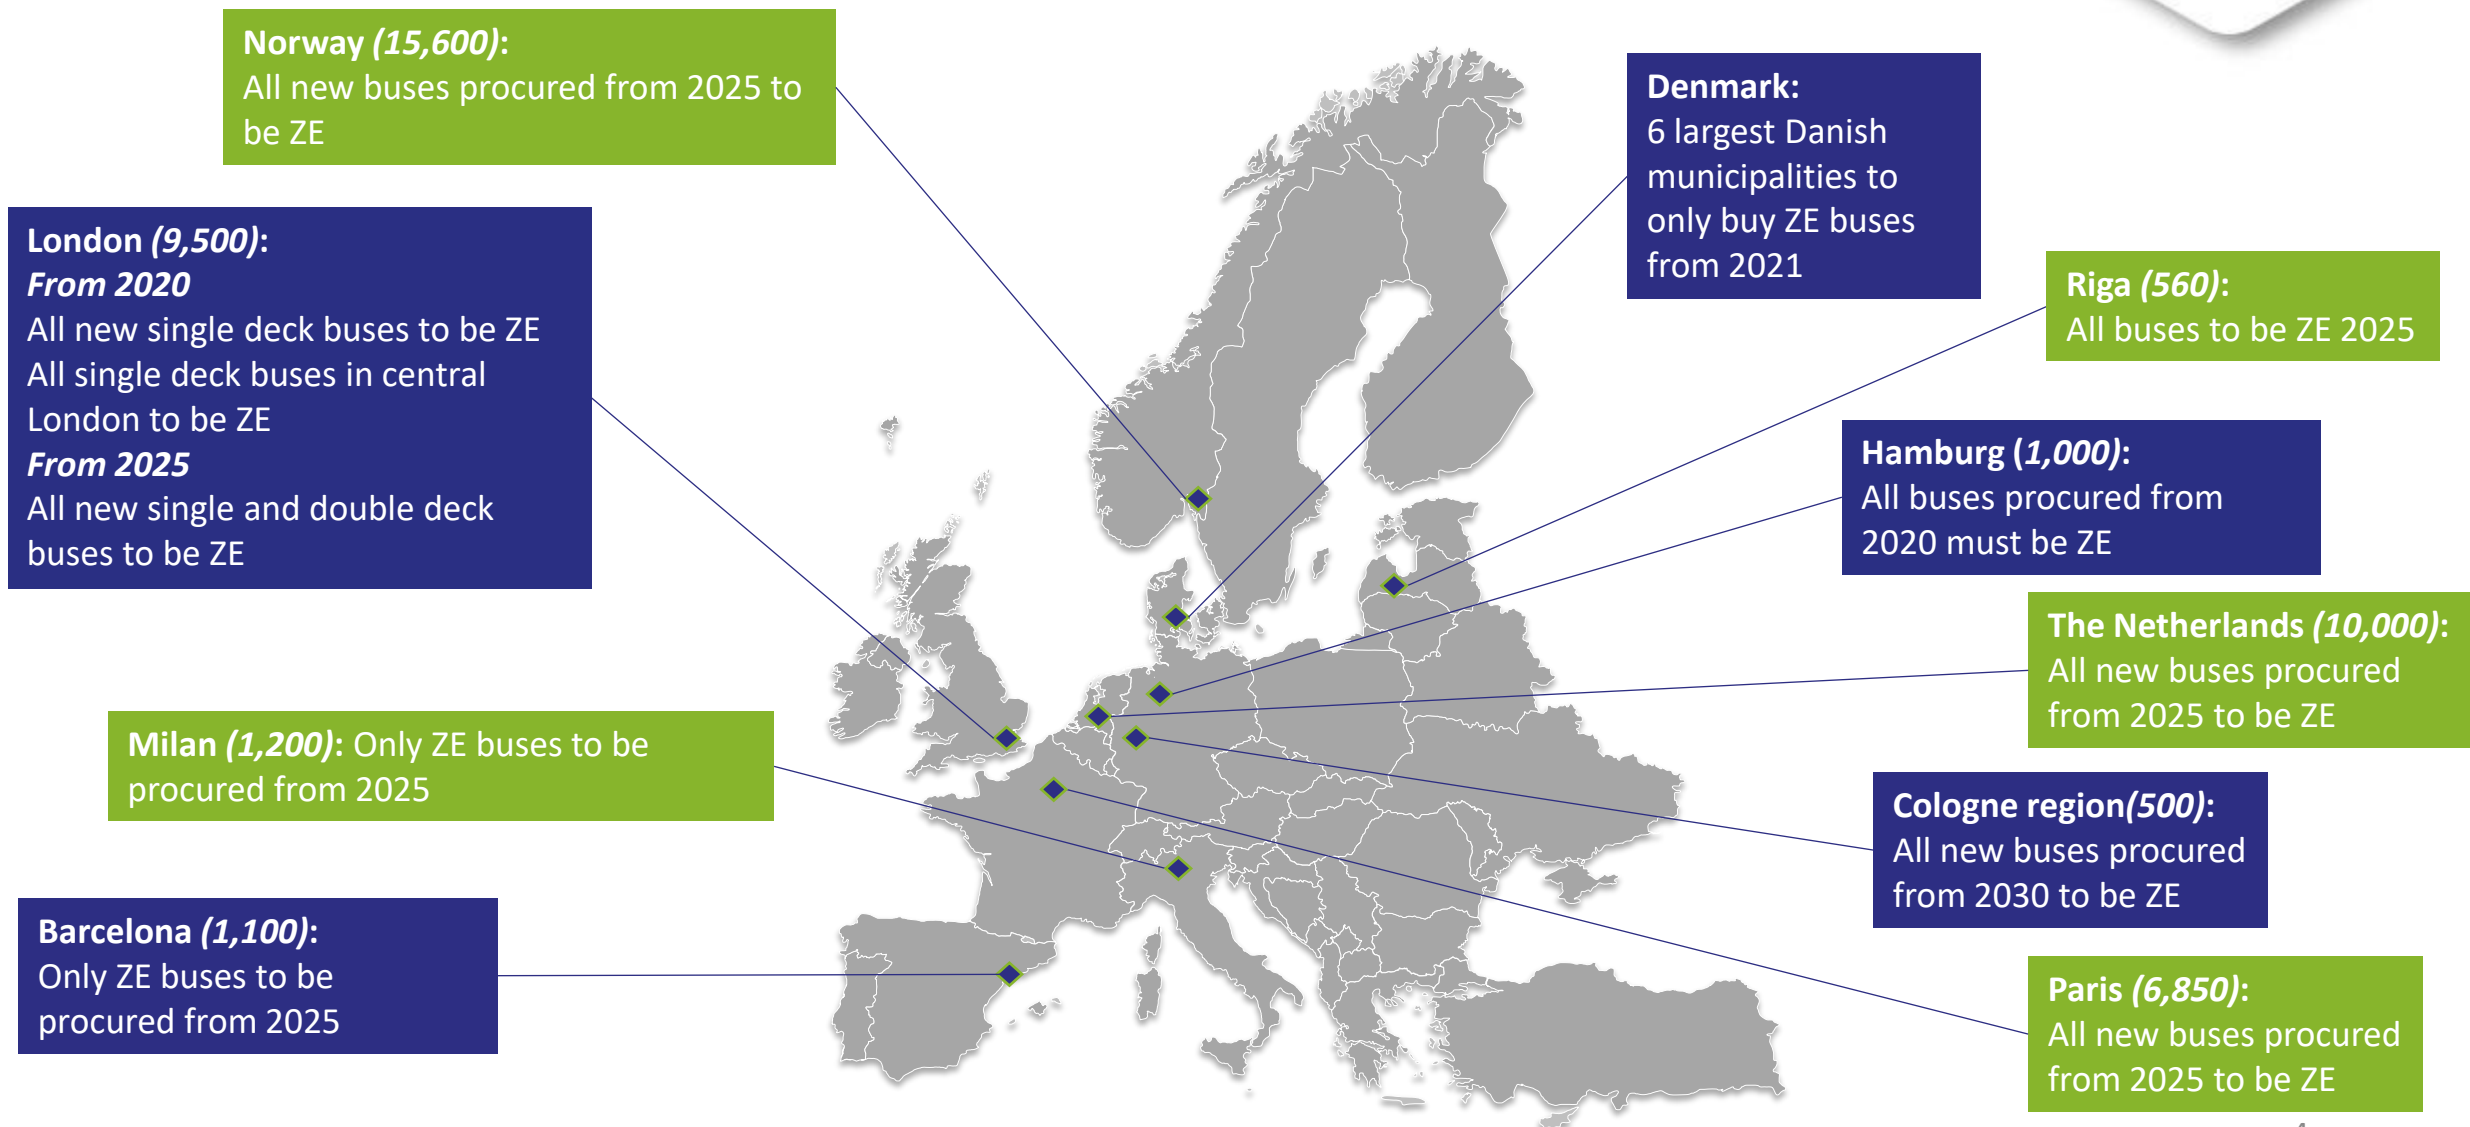 Norway (15,600):
All new buses procured from 2025 to
be ZE
London (9,500):
From 2020
All new single deck buses to be ZE
All single deck buses in central
London to be ZE
From 2025
All new single and double deck
buses to be ZE
Milan (1,200): Only ZE buses to be
procured from 2025
Barcelona (1,100):
Only ZE buses to be
procured from 2025
Denmark:
6 largest Danish
municipalities to
only buy ZE buses
from 2021
Riga (560):
All buses to be ZE 2025
Hamburg (1,000):
All buses procured from
2020 must be ZE
The Netherlands (10,000):
All new buses procured
from 2025 to be ZE
Cologne region(500):
All new buses procured
from 2030 to be ZE
Paris (6,850):
All new buses procured
from 2025 to be ZE